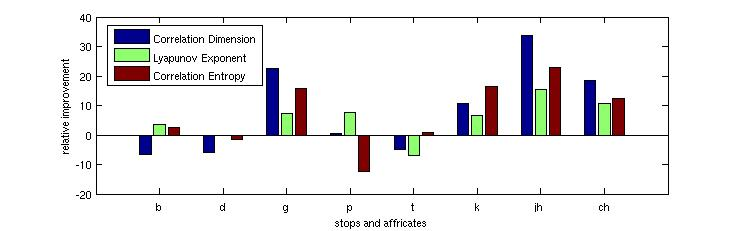 40
30
20
10
0
-10
-20
relative improvement
Correlation Dimension
Lyapunov Exponent
Correlation Entropy
b d g p t k jh ch
stops and affricates